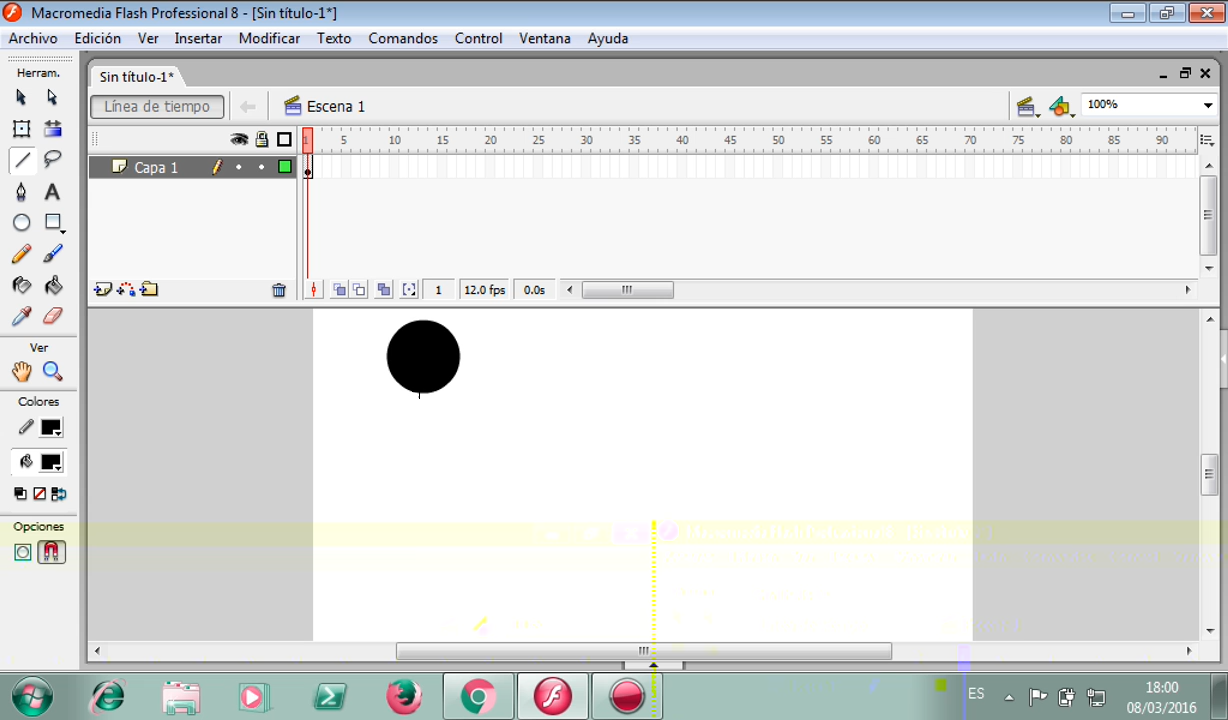 Macromedia Flash Professional 8 - [Sin título-1*]
Archivo Edición Ver Insertar Modificar Texto Comandos Control Ventana Ayuda
Herram.
Sin título-1*
Línea de tiempo
Escena 1
100%
1 5 10 15 20 25 30 35 40 45 50 55 60 65 70 75 80 85 90
Capa 1
1 12.0 fps 0.0s
Ver
Colores
Opciones
ES
18:00
08/03/2016